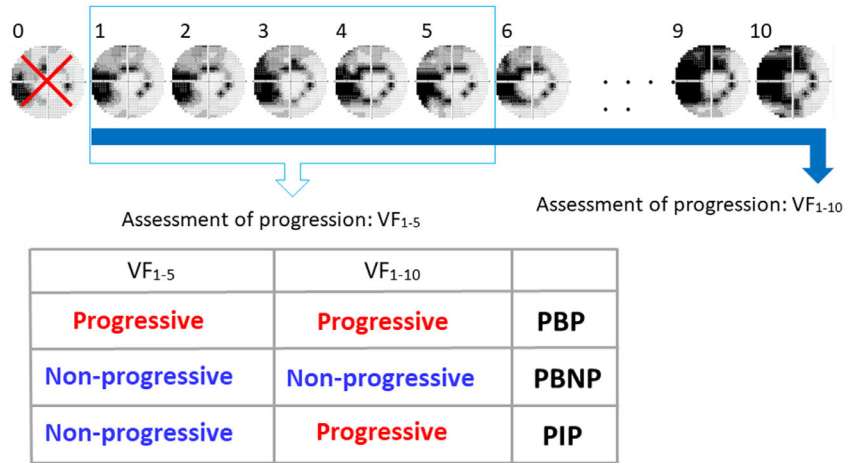 0 1 2 3 4 5 6 9 10
. . . .
. .
Assessment of progression: VF1-5
Assessment of progression: VF1-10
VF1-5 VF1-10
Progressive Progressive PBP
Non-progressive Non-progressive PBNP
Non-progressive Progressive PIP